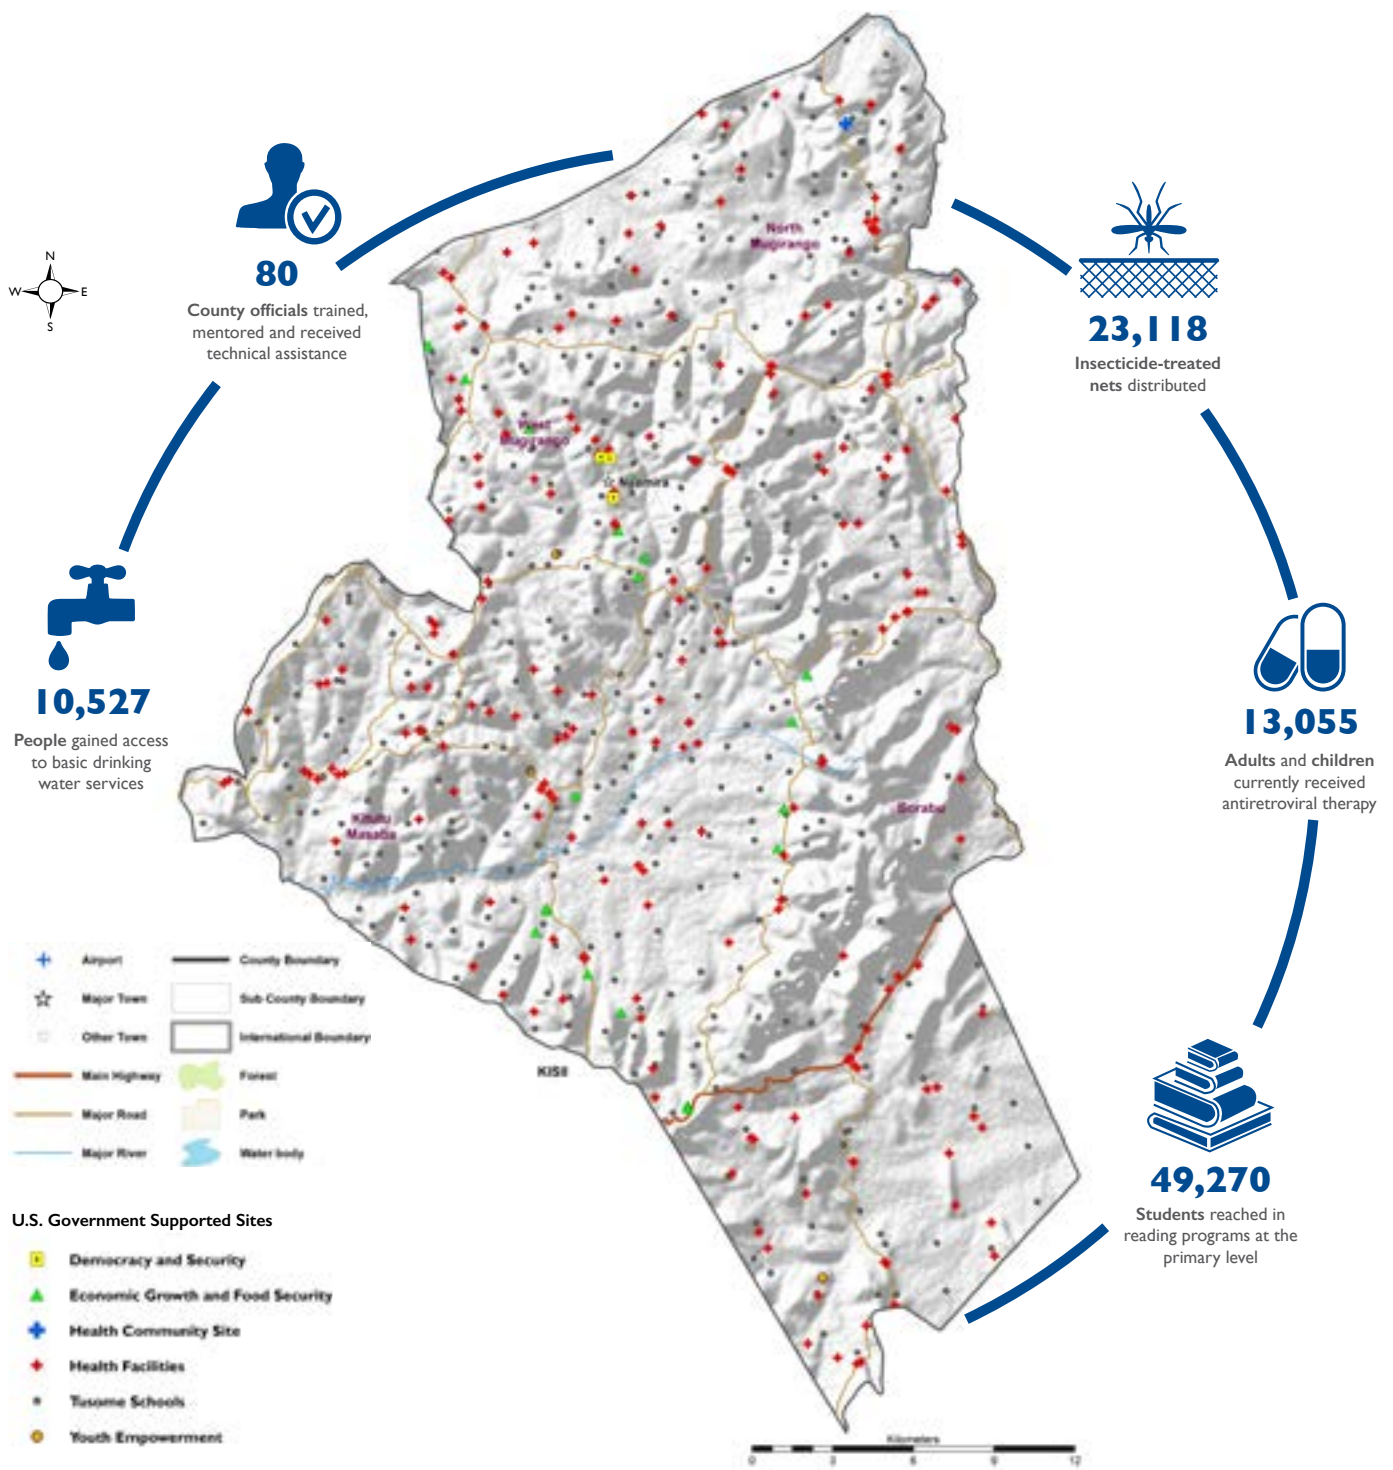 80
County officials trained,
mentored and received
technical assistance
N
W
E
S
23,118
Insecticide-treated
nets distributed
10,527
People gained access
to basic drinking
water services
13,055
Adults and children
currently received
antiretroviral therapy
49,270
Students reached in
reading programs at the
primary level
North
Mugirango
West
Mugirango
Nyamira
Kitutu
Masaba
Borabu
KISII
Airport
Major Town
Other Town
Main Highway
Major Road
Major River
County Boundary
Sub County Boundary
International Boundary
Forest
Park
Water body
U.S. Government Supported Sites
Democracy and Security
Economic Growth and Food Security
Health Community Site
Health Facilities
Tusome Schools
Youth Empowerment
Kilometers
0 3 6 9 12